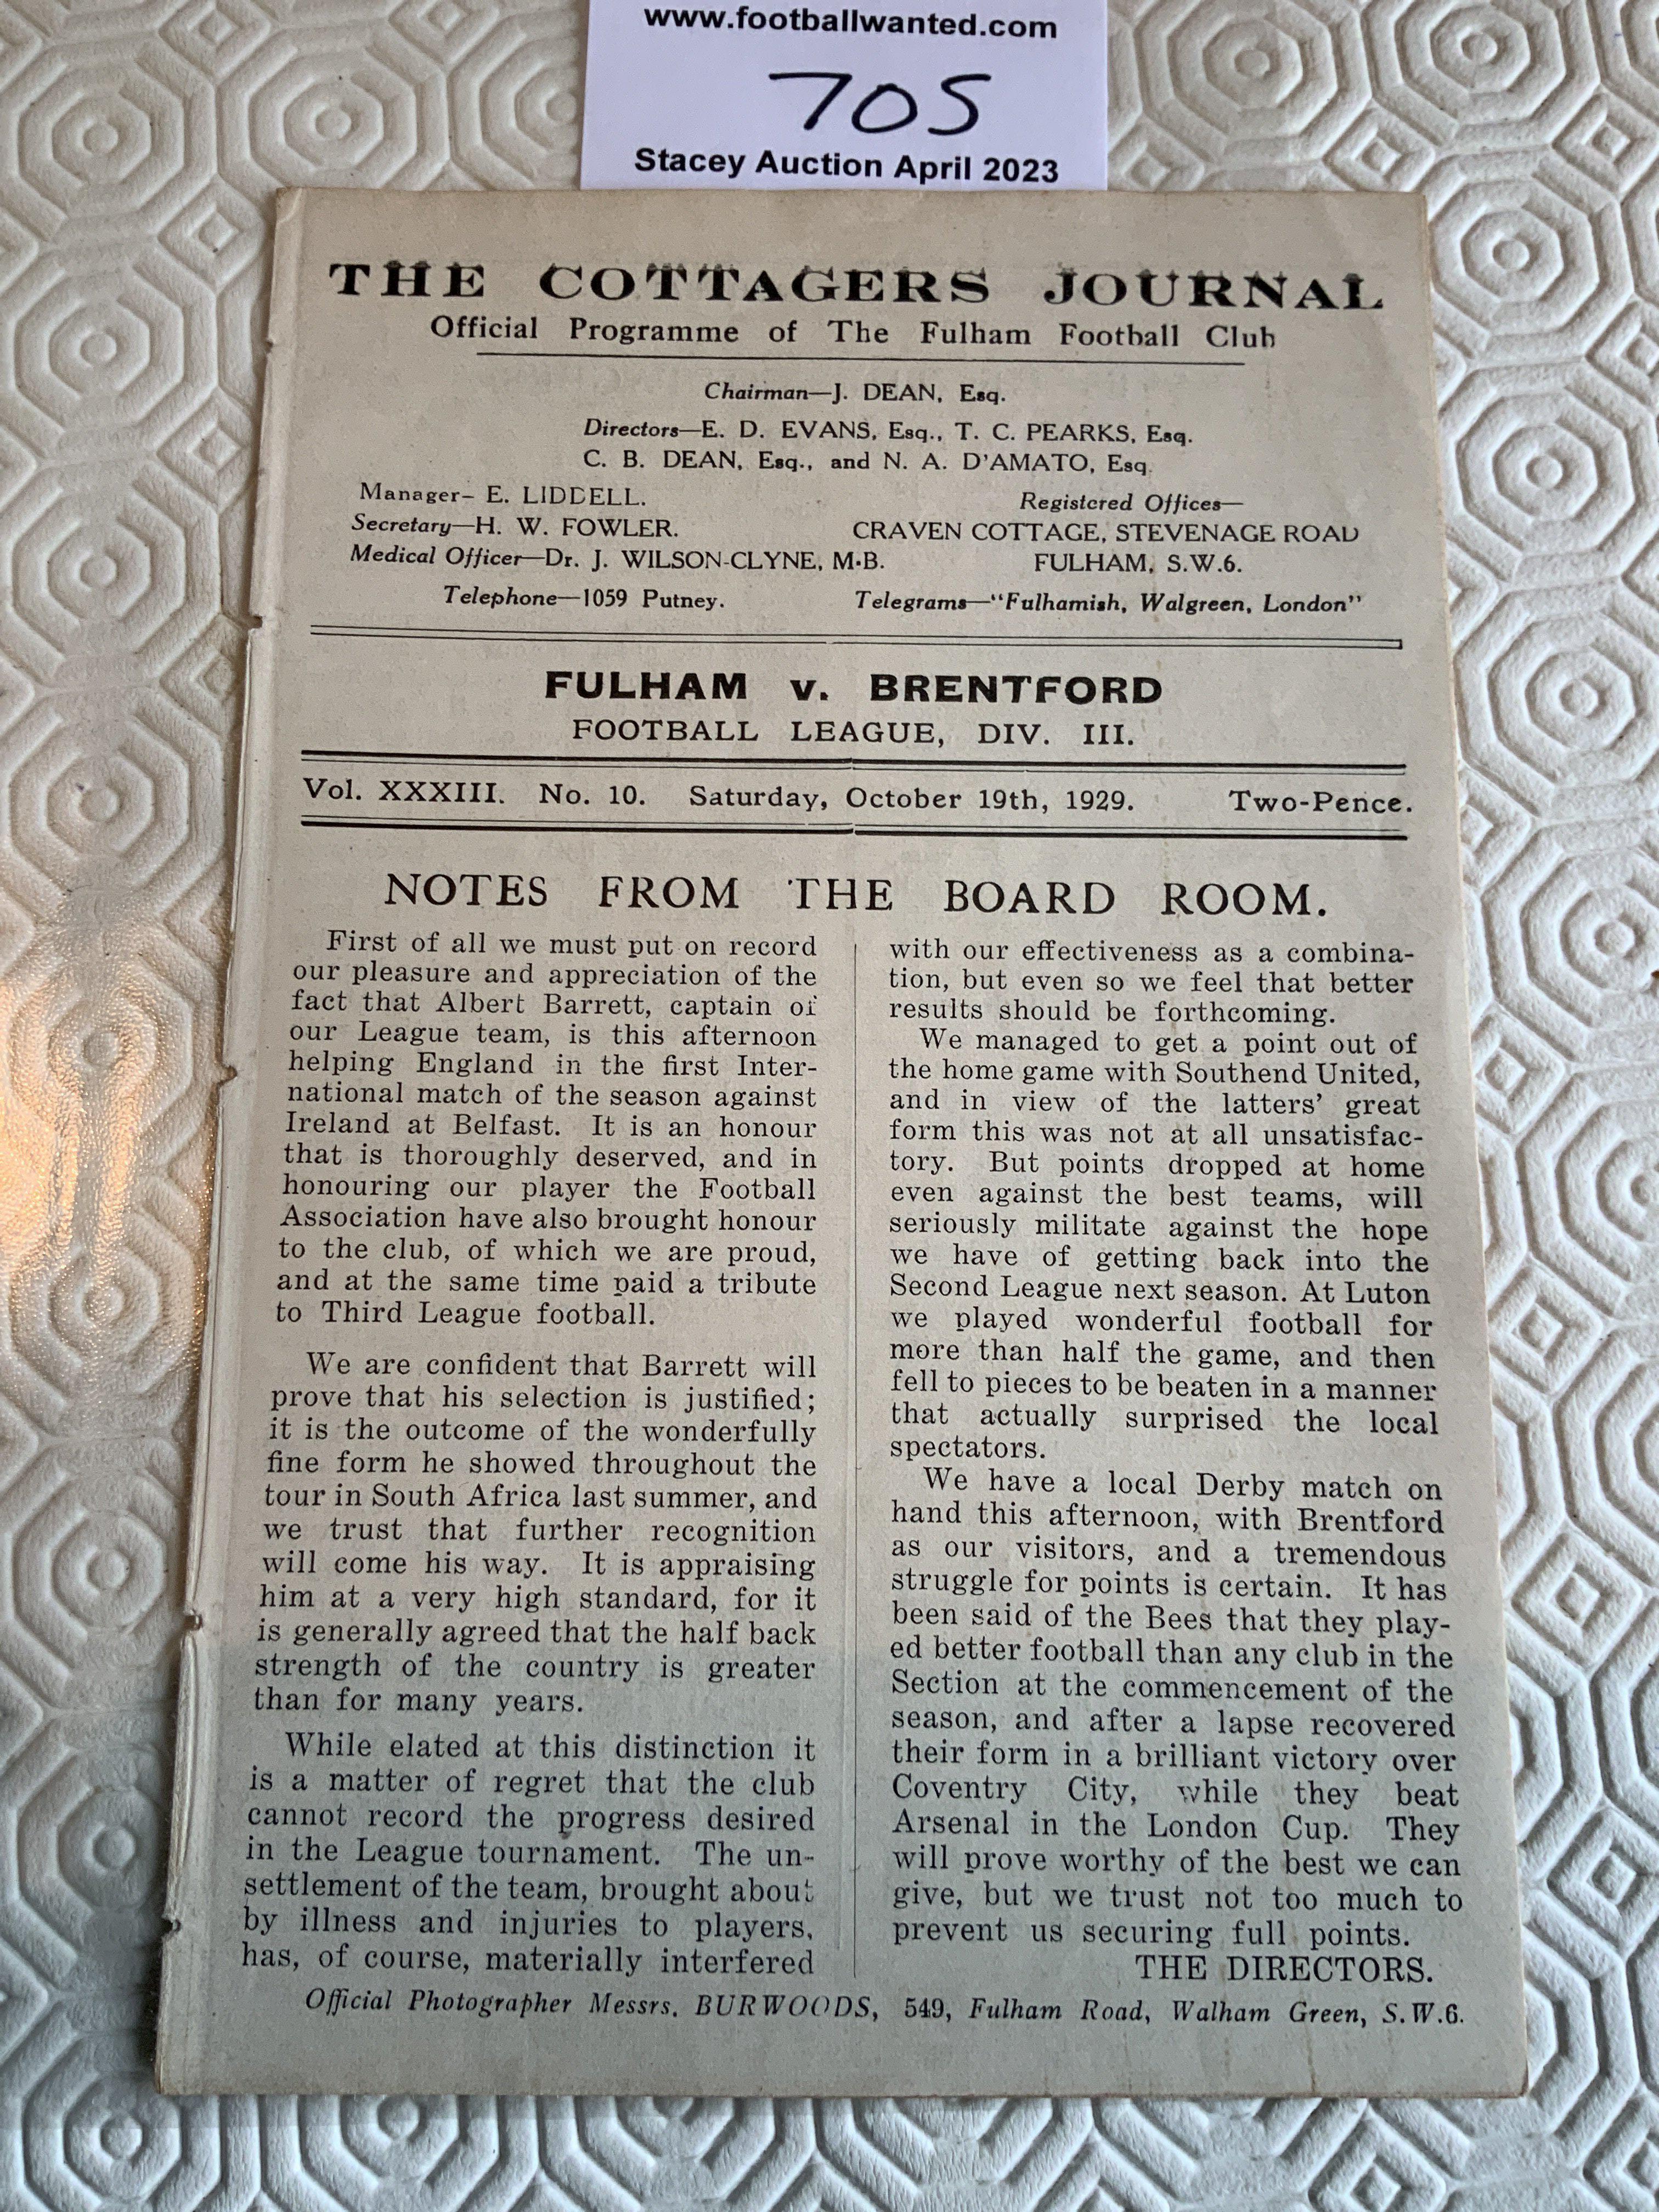 www.footballwanted.com
705
Stacey Auction April 2023
THE COTTAGERS JOURNAL
Official Programme of The Fulham Football Club
Chairman—J. DEAN, Esq.
Directors—E. D. EVANS, Esq., T. C. PEARKS, Esq.
C. B. DEAN, Esq., and N. A. D'AMATO, Esq.
Manager- E. LIDDELL.
Secretary—H. W. FOWLER.
Medical Officer—Dr. J. WILSON-CLYNE, M.B.
Telephone—1059 Putney.
Registered Offices—
CRAVEN COTTAGE, STEVENAGE ROAD
FULHAM, S.W.6.
Telegrams—"Fulhamish, Walgreen, London"
FULHAM v. BRENTFORD
FOOTBALL LEAGUE, DIV. III.
Vol. XXXIII. No. 10. Saturday, October 19th, 1929. Two-Pence.
NOTES FROM THE BOARD ROOM.
First of all we must put on record
our pleasure and appreciation of the
fact that Albert Barrett, captain of
our League team, is this afternoon
helping England in the first Inter-
national match of the season against
Ireland at Belfast. It is an honour
that is thoroughly deserved, and in
honouring our player the Football
Association have also brought honour
to the club, of which we are proud,
and at the same time paid a tribute
to Third League football.
We are confident that Barrett will
prove that his selection is justified;
it is the outcome of the wonderfully
fine form he showed throughout the
tour in South Africa last summer, and
we trust that further recognition
will come his way. It is appraising
him at a very high standard, for it
is generally agreed that the half back
strength of the country is greater
than for many years.
While elated at this distinction it
is a matter of regret that the club
cannot record the progress desired
in the League tournament. The un-
settlement of the team, brought about
by illness and injuries to players,
has, of course, materially interfered
with our effectiveness as a combina-
tion, but even so we feel that better
results should be forthcoming.
We managed to get a point out of
the home game with Southend United,
and in view of the latters' great
form this was not at all unsatisfac-
tory. But points dropped at home
even against the best teams, will
seriously militate against the hope
we have of getting back into the
Second League next season. At Luton
we played wonderful football for
more than half the game, and then
fell to pieces to be beaten in a manner
that actually surprised the local
spectators.
We have a local Derby match on
hand this afternoon, with Brentford
as our visitors, and a tremendous
struggle for points is certain. It has
been said of the Bees that they play-
ed better football than any club in the
Section at the commencement of the
season, and after a lapse recovered
their form in a brilliant victory over
Coventry City, while they beat
Arsenal in the London Cup. They
will prove worthy of the best we can
give, but we trust not too much to
prevent us securing full points.
THE DIRECTORS.
Official Photographer Messrs. BURWOODS, 549, Fulham Road, Walham Green, S.W.6.